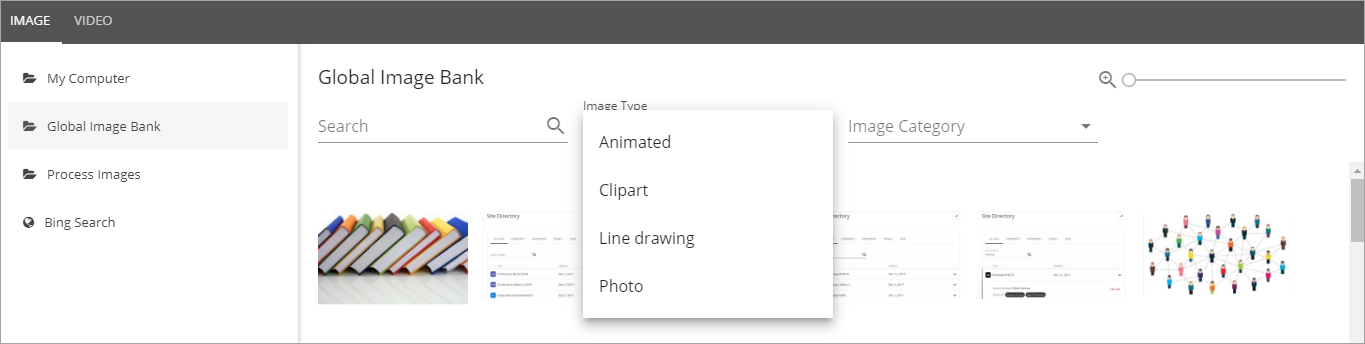 IMAGE
VIDEO
My Computer
Global Image Bank
Process Images
Bing Search
Global Image Bank
Search
Image Type
Image Category
Animated
Clipart
Line drawing
Photo
Site Directory
Site Directory
Site Directory